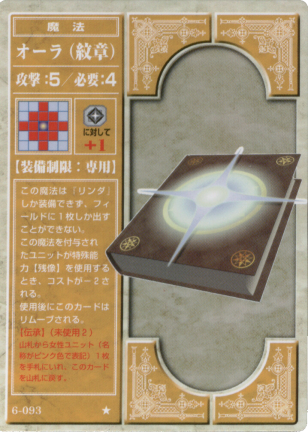 魔法
オーラ（紋章）
攻撃：5／必要：4
に対して
+1
【装備制限：専用】
この魔法は『リンダ』
しか装備できず、フィ
ールドに1枚しか出す
ことができない。
この魔法を付与され
たユニットが特殊能
力【残像】を使用する
とき、コストが－2さ
れる。
使用後にこのカードは
リムーブされる。
【伝承】（未使用2）
山札から女性ユニット（名
称がピンク色で表記）1枚
を手札にいれ、このカード
を山札に戻す。
6-093
★